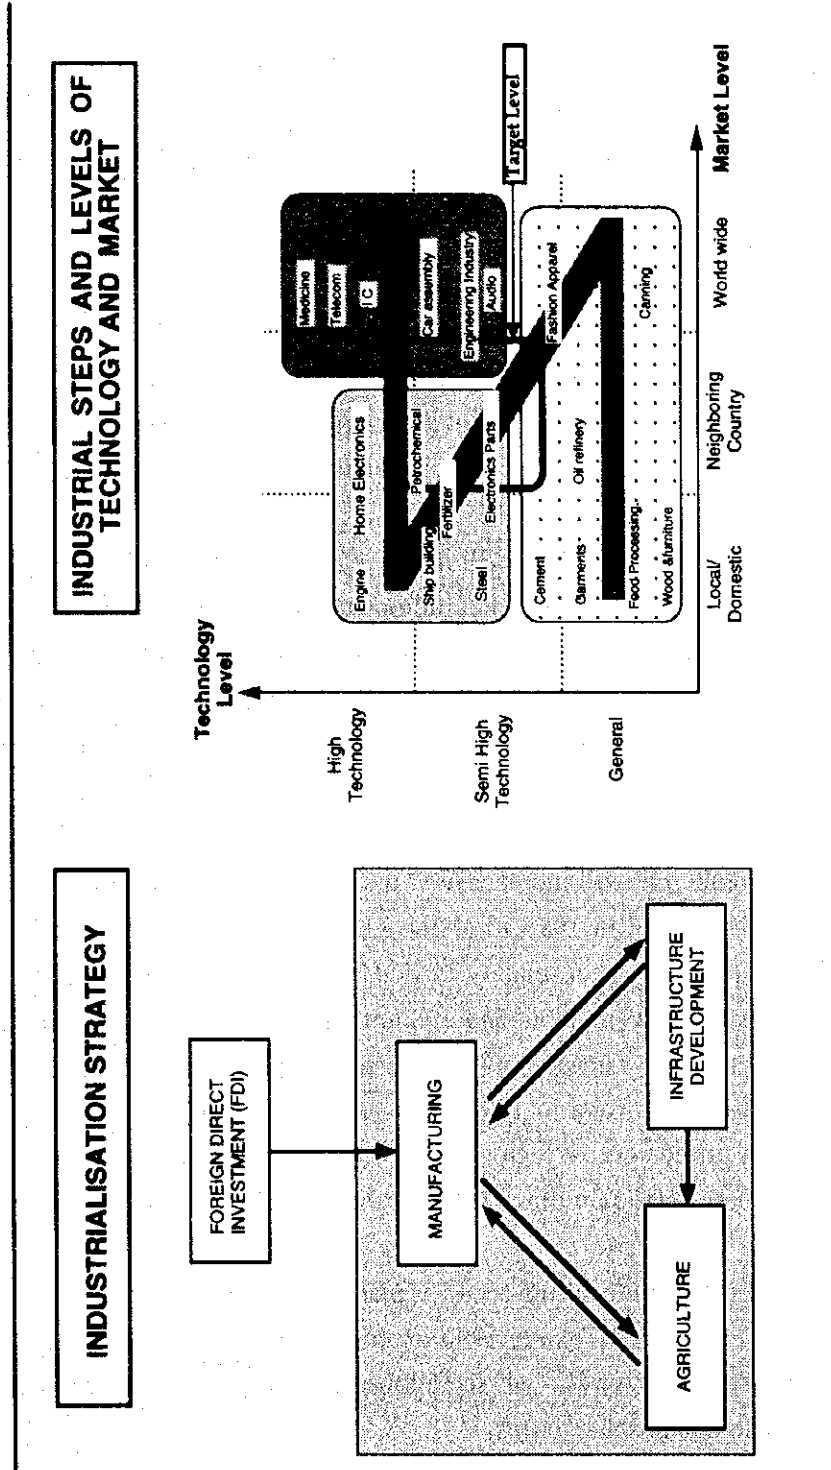 INDUSTRIALISATION STRATEGY
FOREIGN DIRECT
INVESTMENT (FDI)
MANUFACTURING
AGRICULTURE
INFRASTRUCTURE
DEVELOPMENT
INDUSTRIAL STEPS AND LEVELS OF
TECHNOLOGY AND MARKET
Technology
Level
High
Technology
Semi High
Technology
General
Engine
Home Electronics
Medicine
Telecom
I C
Ship building
Petrochemical
Car assembly
Fertilizer
Steel
Electronics Parts
Engineering Industry
Audio
Target Level
Cement
Fashion Apparel
Garments
Oil refinery
Food Processing
Canning
Wood &furniture
Local/
Domestic
Neighboring
Country
World wide
Market Level